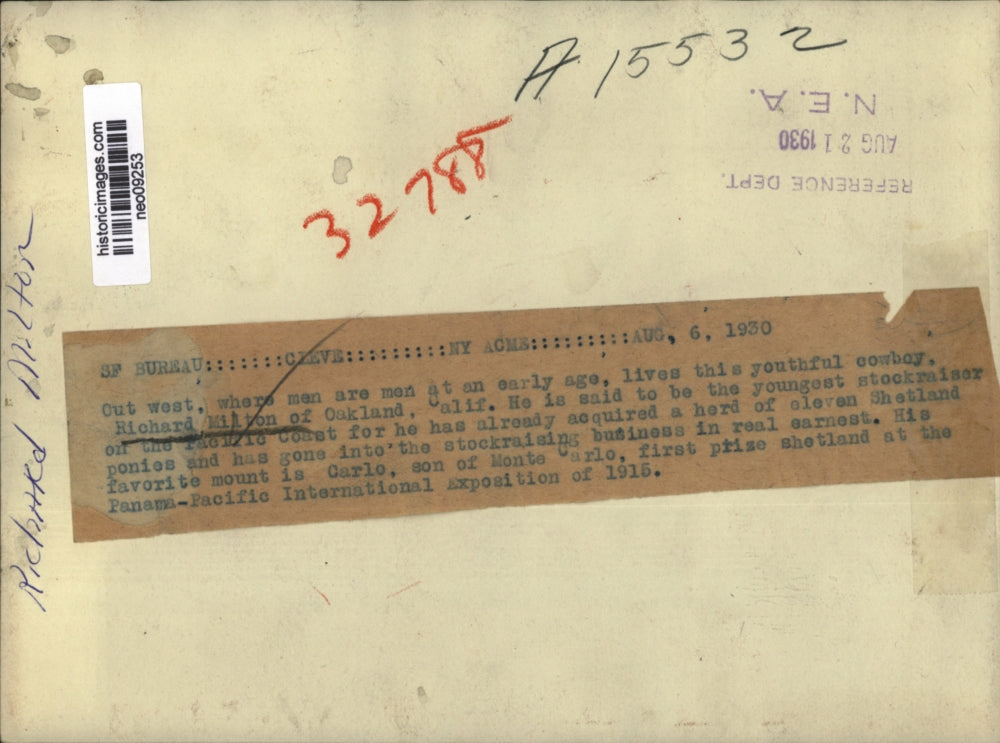 A 15532
N.E.A.
AUG 21 1930
REFERENCE DEPT.
historicimages.com
neo09253
32788
Richard Milton
SF BUREAU:::::::CLEVE:::::::::NY ACME:::::::::AUG, 6, 1930
Out west, where men are men at an early age, lives this youthful cowboy,
Richard Milton of Oakland, Calif. He is said to be the youngest stockraiser
on the Pacific Coast for he has already acquired a herd of eleven Shetland
ponies and has gone into the stockraising business in real earnest. His
favorite mount is Carlo, son of Monte Carlo, first prize shetland at the
Panama-Pacific International Exposition of 1915.